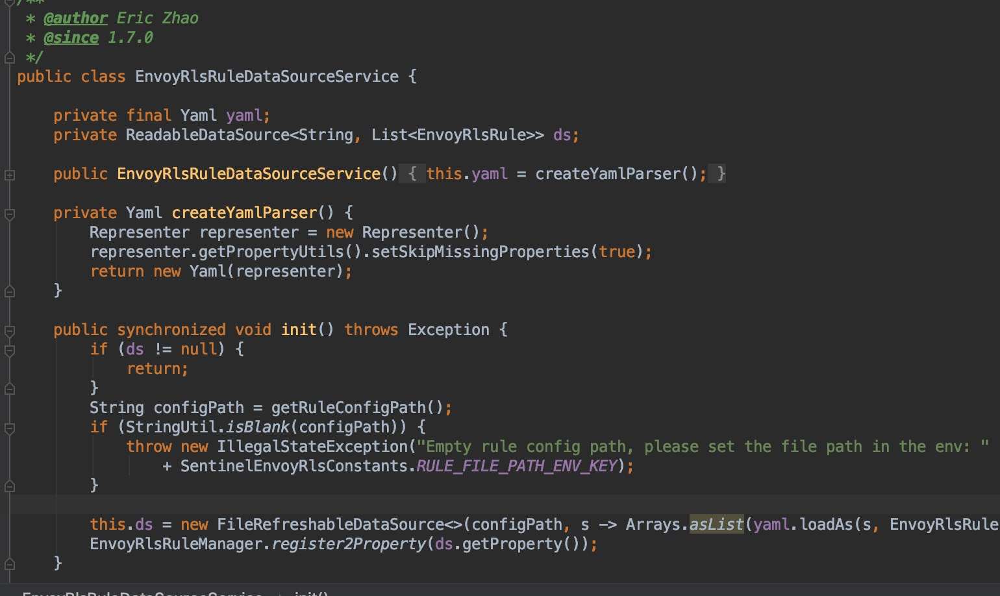 /**
* @author Eric Zhao
* @since 1.7.0
*/
public class EnvoyRlsRuleDataSourceService {
private final Yaml yaml;
private ReadableDataSource<String, List<EnvoyRlsRule>> ds;
public EnvoyRlsRuleDataSourceService() { this.yaml = createYamlParser(); }
private Yaml createYamlParser() {
Representer representer = new Representer();
representer.getPropertyUtils().setSkipMissingProperties(true);
return new Yaml(representer);
}
public synchronized void init() throws Exception {
if (ds != null) {
return;
}
String configPath = getRuleConfigPath();
if (StringUtil.isBlank(configPath)) {
throw new IllegalStateException("Empty rule config path, please set the file path in the env: "
+ SentinelEnvoyRlsConstants.RULE_FILE_PATH_ENV_KEY);
}
this.ds = new FileRefreshableDataSource<>(configPath, s -> Arrays.asList(yaml.loadAs(s, EnvoyRlsRule
EnvoyRlsRuleManager.register2Property(ds.getProperty());
}
EnvoyRlsRuleDataSourceService › init()